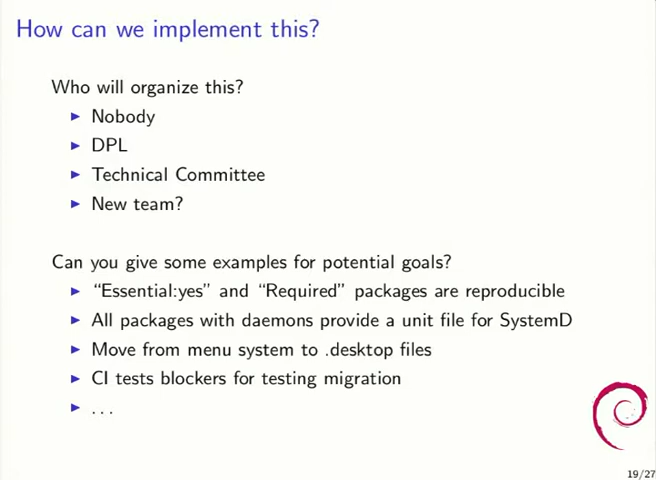 How can we implement this?
Who will organize this?
▶ Nobody
▶ DPL
▶ Technical Committee
▶ New team?
Can you give some examples for potential goals?
▶ “Essential:yes” and “Required” packages are reproducible
▶ All packages with daemons provide a unit file for SystemD
▶ Move from menu system to .desktop files
▶ CI tests blockers for testing migration
▶ . . .
19/27